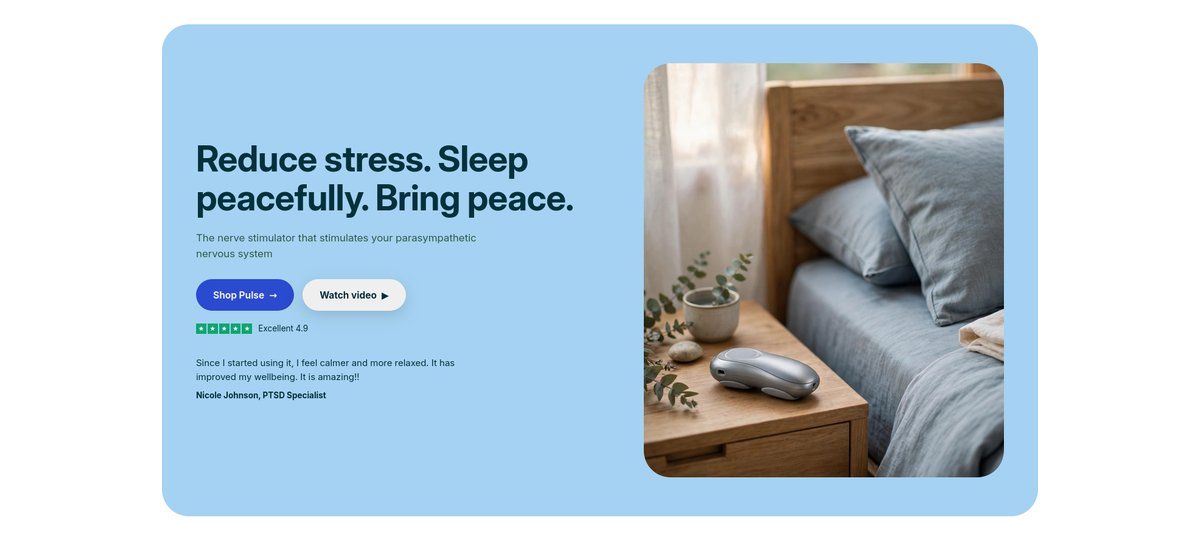 Reduce stress. Sleep
peacefully. Bring peace.
The nerve stimulator that stimulates your parasympathetic
nervous system
Shop Pulse →
Watch video ▶
Excellent 4.9
Since I started using it, I feel calmer and more relaxed. It has
improved my wellbeing. It is amazing!!
Nicole Johnson, PTSD Specialist